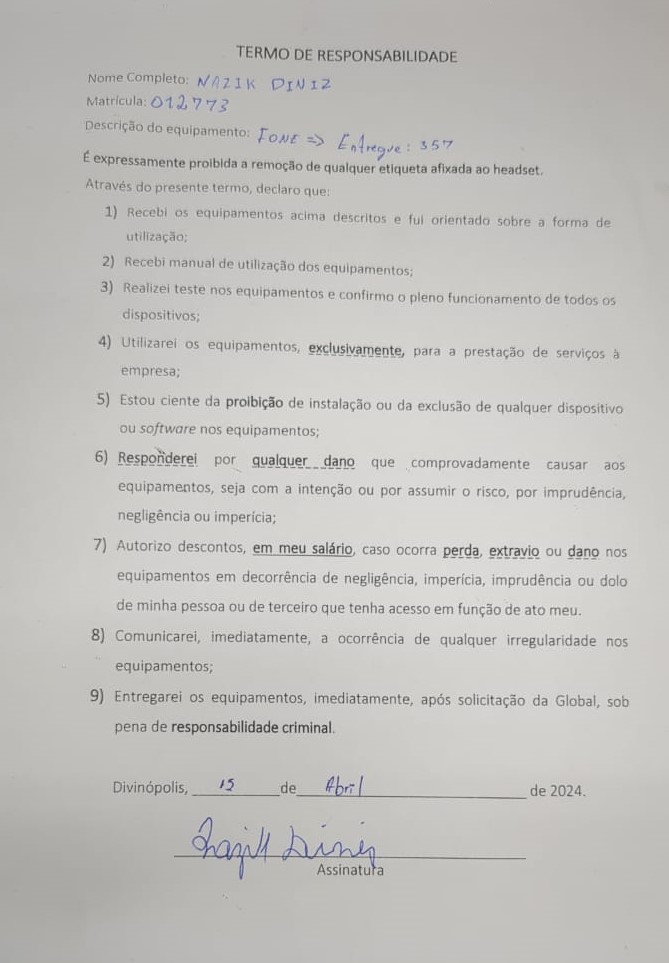 TERMO DE RESPONSABILIDADE
Nome Completo: NAZIK DINIZ
Matrícula: 012773
Descrição do equipamento: FONE => Entregue: 357
É expressamente proibida a remoção de qualquer etiqueta afixada ao headset.
Através do presente termo, declaro que:
1) Recebi os equipamentos acima descritos e fui orientado sobre a forma de
utilização;
2) Recebi manual de utilização dos equipamentos;
3) Realizei teste nos equipamentos e confirmo o pleno funcionamento de todos os
dispositivos;
4) Utilizarei os equipamentos, exclusivamente, para a prestação de serviços à
empresa;
5) Estou ciente da proibição de instalação ou da exclusão de qualquer dispositivo
ou software nos equipamentos;
6) Responderei por qualquer dano que comprovadamente causar aos
equipamentos, seja com a intenção ou por assumir o risco, por imprudência,
negligência ou imperícia;
7) Autorizo descontos, em meu salário, caso ocorra perda, extravio ou dano nos
equipamentos em decorrência de negligência, imperícia, imprudência ou dolo
de minha pessoa ou de terceiro que tenha acesso em função de ato meu.
8) Comunicarei, imediatamente, a ocorrência de qualquer irregularidade nos
equipamentos;
9) Entregarei os equipamentos, imediatamente, após solicitação da Global, sob
pena de responsabilidade criminal.
Divinópolis, 15 de Abril de 2024.
Nazik Diniz
Assinatura